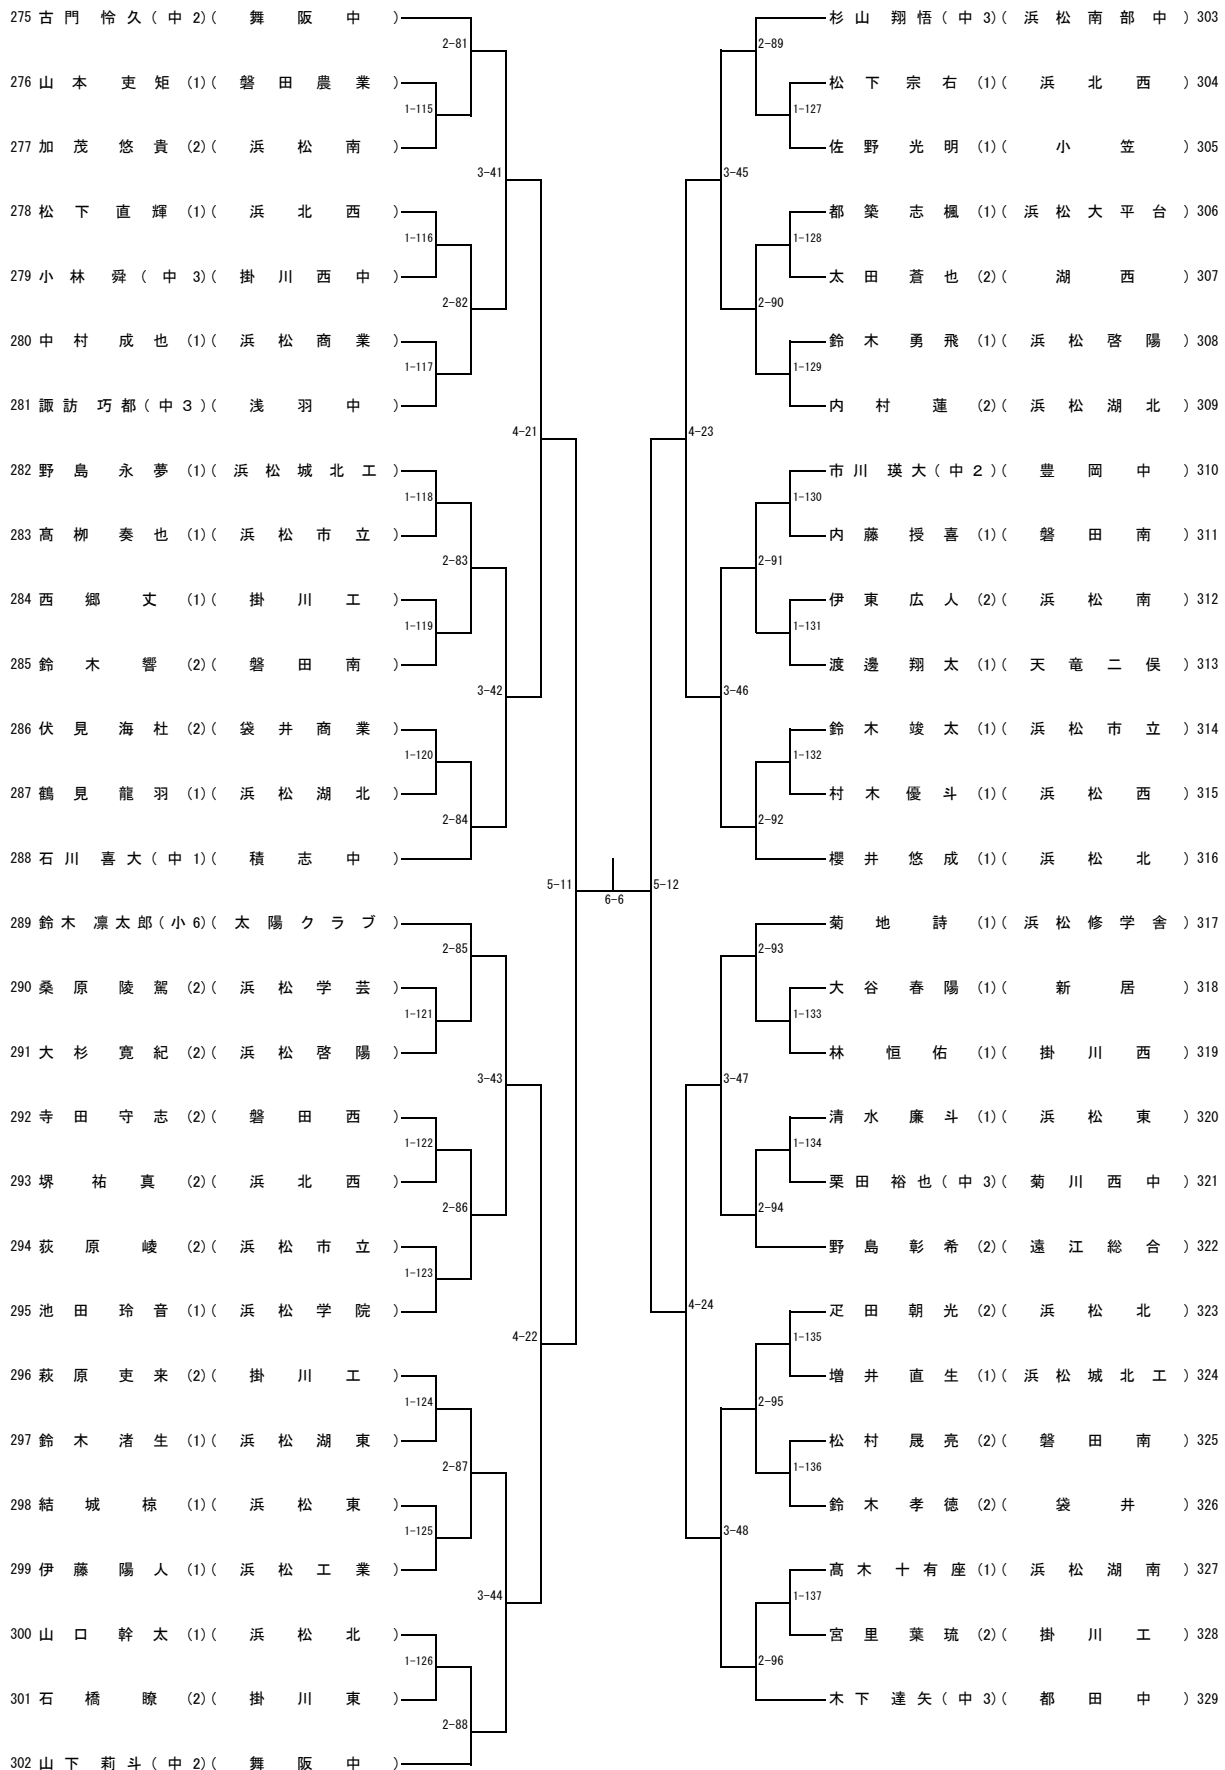 275 古門 怜久(中2)(舞阪中)
2-81
276 山本 吏矩(1)(磐田農業)
1-115
277 加茂 悠貴(2)(浜松南)
3-41
278 松下 直輝(1)(浜北西)
1-116
279 小林 舜(中3)(掛川西中)
2-82
280 中村 成也(1)(浜松商業)
1-117
281 諏訪 巧都(中3)(浅羽中)
4-21
282 野島 永夢(1)(浜松城北工)
1-118
283 髙栁 奏也(1)(浜松市立)
2-83
284 西郷 丈(1)(掛川工)
1-119
285 鈴木 響(2)(磐田南)
3-42
286 伏見 海杜(2)(袋井商業)
1-120
287 鶴見 龍羽(1)(浜松湖北)
2-84
288 石川 喜大(中1)(積志中)
5-11
289 鈴木 凛太郎(小6)(太陽クラブ)
2-85
290 桑原 陵駕(2)(浜松学芸)
1-121
291 大杉 寛紀(2)(浜松啓陽)
3-43
292 寺田 守志(2)(磐田西)
1-122
293 堺 祐真(2)(浜北西)
2-86
294 荻原 崚(2)(浜松市立)
1-123
295 池田 玲音(1)(浜松学院)
4-22
296 萩原 吏来(2)(掛川工)
1-124
297 鈴木 渚生(1)(浜松湖東)
2-87
298 結城 椋(1)(浜松東)
1-125
299 伊藤 陽人(1)(浜松工業)
3-44
300 山口 幹太(1)(浜松北)
1-126
301 石橋 瞭(2)(掛川東)
2-88
302 山下 莉斗(中2)(舞阪中)
6-6
杉山 翔悟(中3)(浜松南部中) 303
2-89
松下 宗右(1)(浜北西) 304
1-127
佐野 光明(1)(小笠) 305
3-45
都築 志楓(1)(浜松大平台) 306
1-128
太田 蒼也(2)(湖西) 307
2-90
鈴木 勇飛(1)(浜松啓陽) 308
1-129
内村 蓮(2)(浜松湖北) 309
4-23
市川 瑛大(中2)(豊岡中) 310
1-130
内藤 授喜(1)(磐田南) 311
2-91
伊東 広人(2)(浜松南) 312
1-131
渡邊 翔太(1)(天竜二俣) 313
3-46
鈴木 竣太(1)(浜松市立) 314
1-132
村木 優斗(1)(浜松西) 315
2-92
櫻井 悠成(1)(浜松北) 316
5-12
菊地 詩(1)(浜松修学舎) 317
2-93
大谷 春陽(1)(新居) 318
1-133
林 恒佑(1)(掛川西) 319
3-47
清水 廉斗(1)(浜松東) 320
1-134
栗田 裕也(中3)(菊川西中) 321
2-94
野島 彰希(2)(遠江総合) 322
4-24
疋田 朝光(2)(浜松北) 323
1-135
増井 直生(1)(浜松城北工) 324
2-95
松村 晟亮(2)(磐田南) 325
1-136
鈴木 孝徳(2)(袋井) 326
3-48
髙木 十有座(1)(浜松湖南) 327
1-137
宮里 葉琉(2)(掛川工) 328
2-96
木下 達矢(中3)(都田中) 329